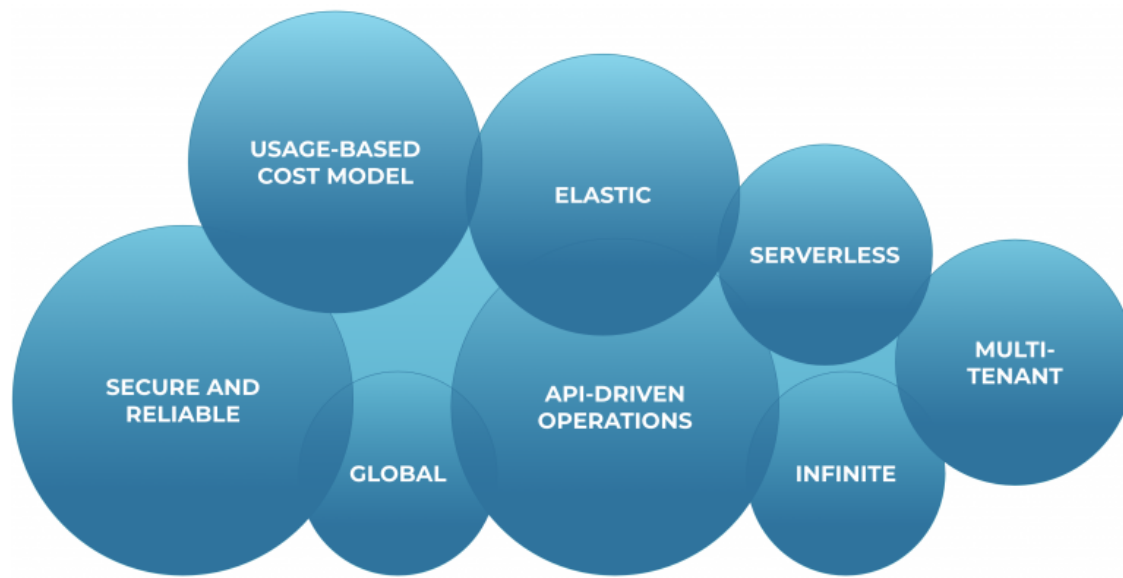 USAGE-BASED
COST MODEL
ELASTIC
SERVERLESS
MULTI-
TENANT
SECURE AND
RELIABLE
API-DRIVEN
OPERATIONS
GLOBAL
INFINITE